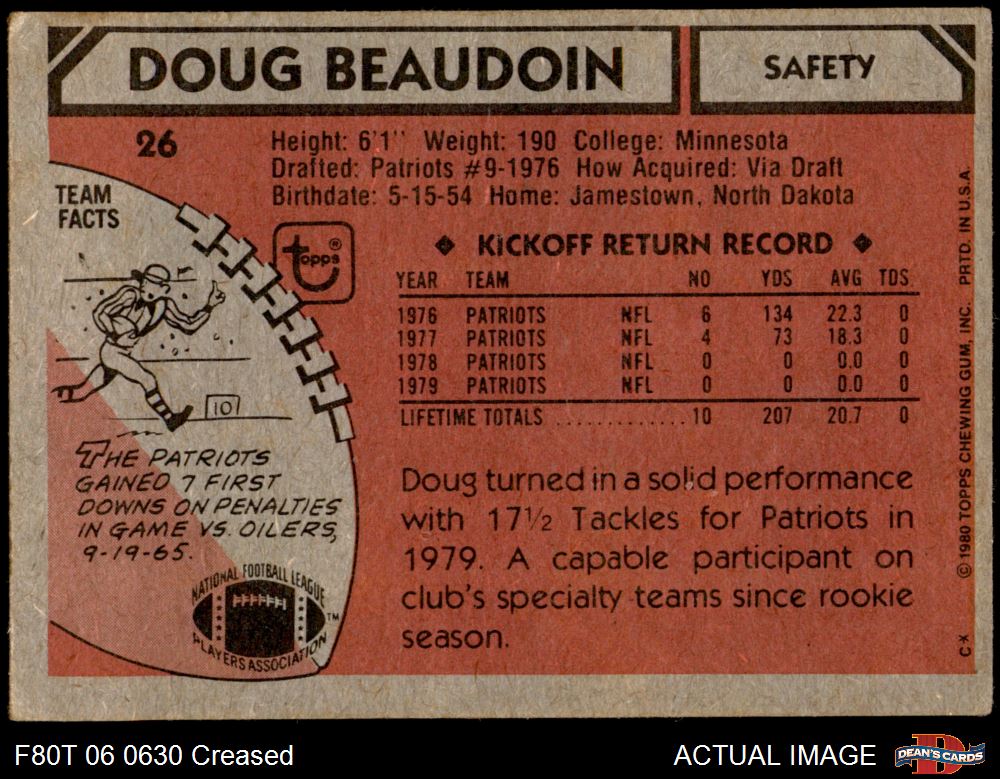 DOUG BEAUDOIN
SAFETY
26
Height: 6'1" Weight: 190 College: Minnesota
Drafted: Patriots #9-1976 How Acquired: Via Draft
Birthdate: 5-15-54 Home: Jamestown, North Dakota
TEAM
FACTS
topps®
10
THE PATRIOTS
GAINED 7 FIRST
DOWNS ON PENALTIES
IN GAME VS. OILERS,
9-19-65.
NATIONAL FOOTBALL LEAGUE
PLAYERS ASSOCIATION
TM
◆ KICKOFF RETURN RECORD ◆
YEAR TEAM NO YDS AVG TDS
1976 PATRIOTS NFL 6 134 22.3 0
1977 PATRIOTS NFL 4 73 18.3 0
1978 PATRIOTS NFL 0 0 0.0 0
1979 PATRIOTS NFL 0 0 0.0 0
LIFETIME TOTALS ............. 10 207 20.7 0
Doug turned in a solid performance
with 17½ Tackles for Patriots in
1979. A capable participant on
club's specialty teams since rookie
season.
C* © 1980 TOPPS CHEWING GUM, INC. PRTD. IN U.S.A.
F80T 06 0630 Creased
ACTUAL IMAGE
D
DEAN'S CARDS